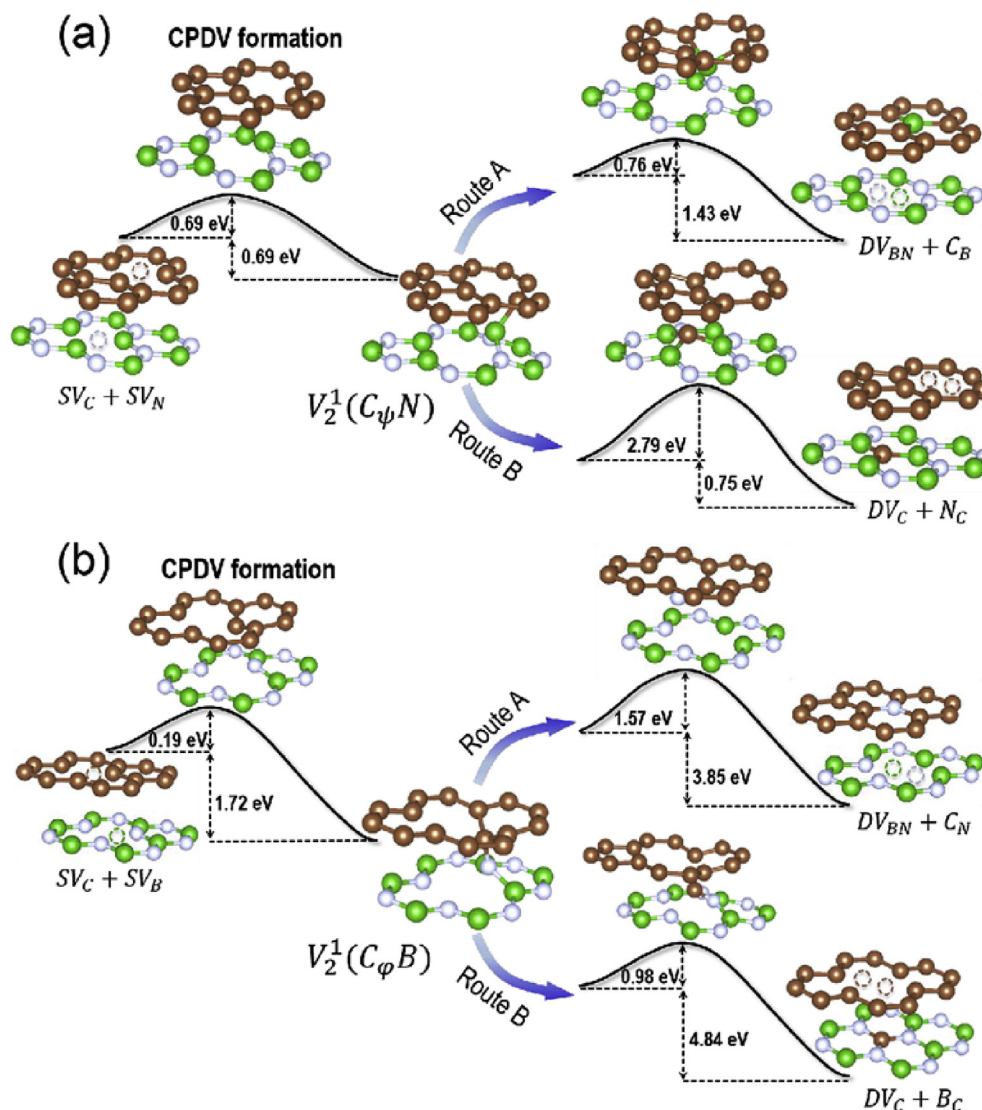 (a)
CPDV formation
0.69 eV
0.69 eV
SV_C + SV_N
V_2^1(C_ψN)
Route A
0.76 eV
1.43 eV
DV_BN + C_B
Route B
2.79 eV
0.75 eV
DV_C + N_C
(b)
CPDV formation
0.19 eV
1.72 eV
SV_C + SV_B
V_2^1(C_φB)
Route A
1.57 eV
3.85 eV
DV_BN + C_N
Route B
0.98 eV
4.84 eV
DV_C + B_C